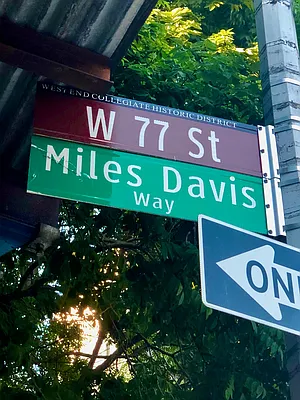 WEST END COLLEGIATE HISTORIC DISTRICT
W 77 St
Miles Davis
Way
ON